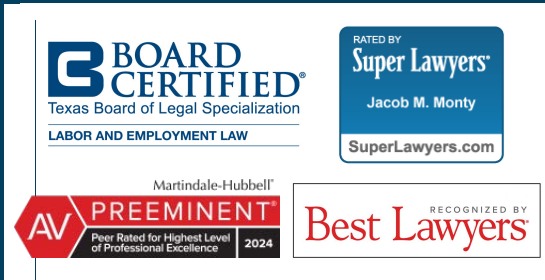 BOARD
CERTIFIED®
Texas Board of Legal Specialization
LABOR AND EMPLOYMENT LAW
RATED BY
Super Lawyers®
Jacob M. Monty
SuperLawyers.com
Martindale-Hubbell®
AV PREEMINENT®
Peer Rated for Highest Level
of Professional Excellence
2024
RECOGNIZED BY
Best Lawyers®